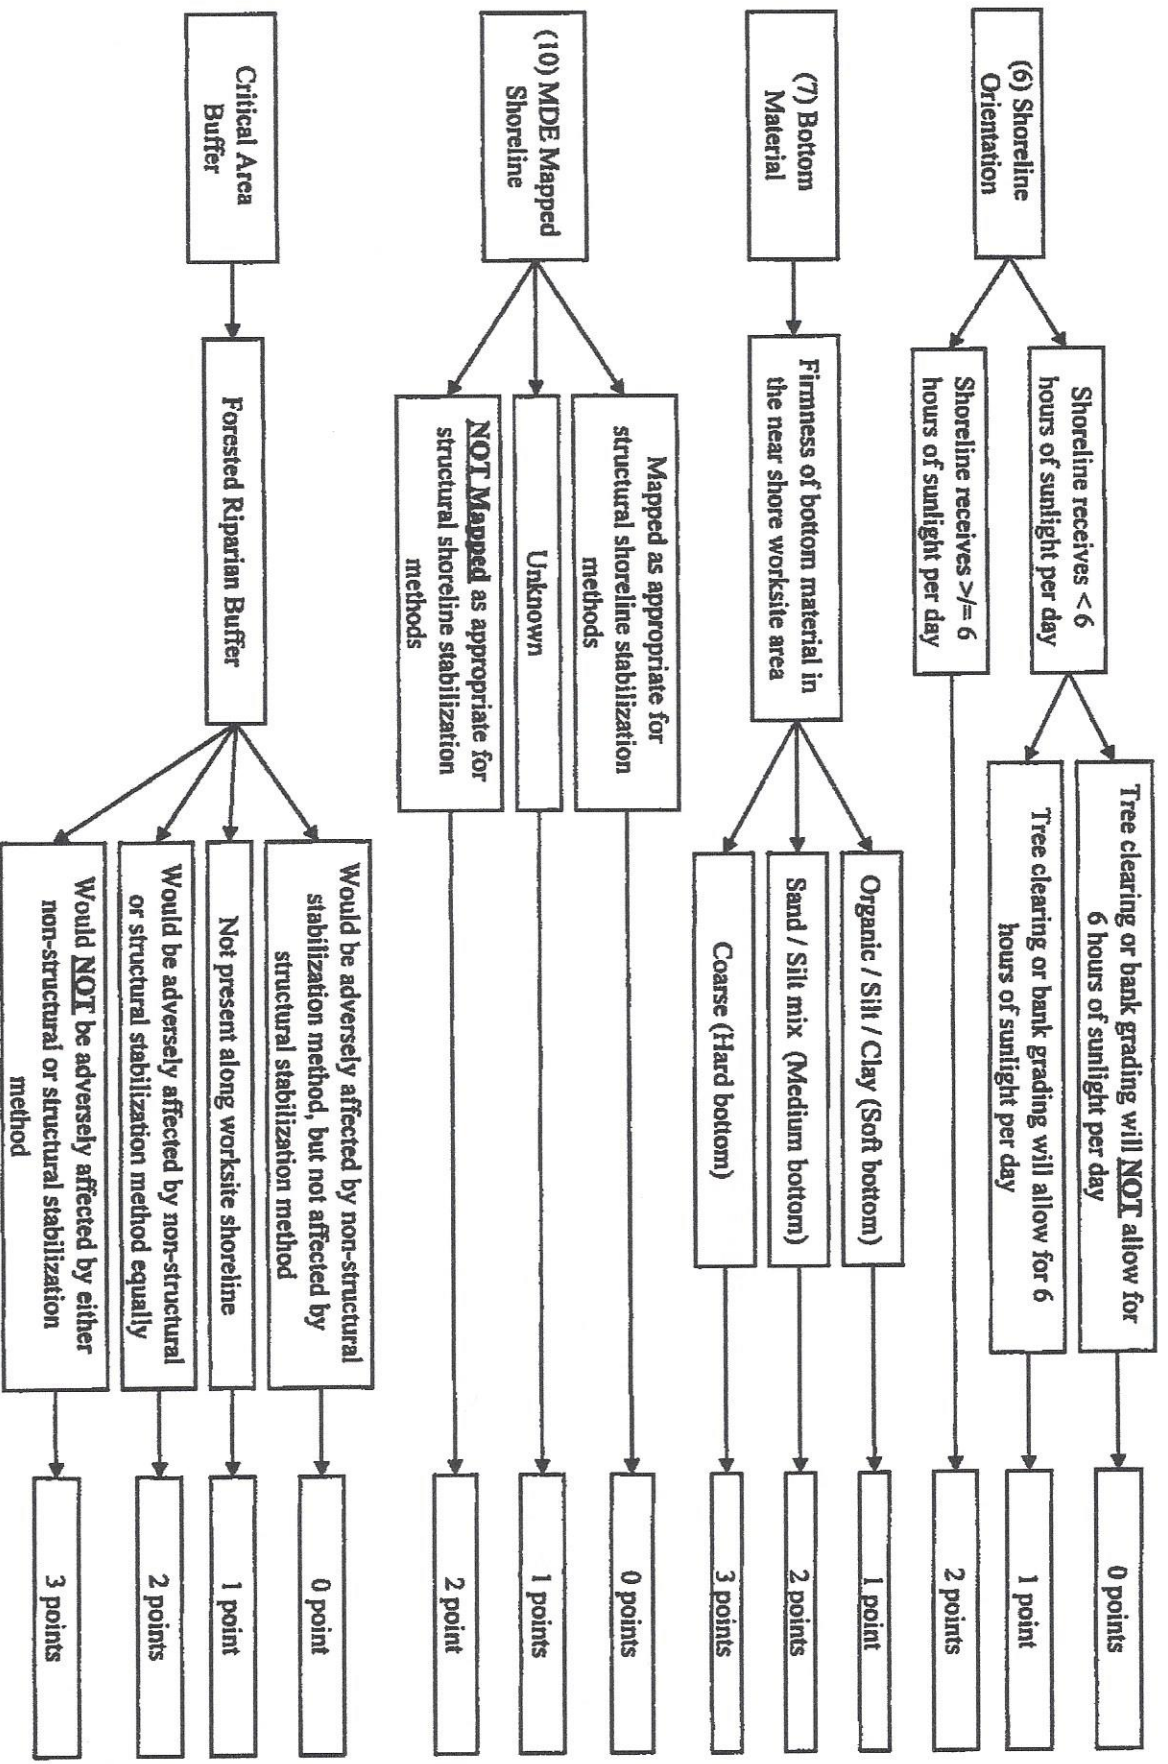 (6) Shoreline
Orientation
Shoreline receives < 6
hours of sunlight per day
Shoreline receives >/= 6
hours of sunlight per day
Tree clearing or bank grading will NOT allow for
6 hours of sunlight per day
Tree clearing or bank grading will allow for 6
hours of sunlight per day
0 points
1 point
2 points
(7) Bottom
Material
Firmness of bottom material in
the near shore worksite area
Organic / Silt / Clay (Soft bottom)
Sand / Silt mix (Medium bottom)
Coarse (Hard bottom)
1 point
2 points
3 points
(10) MDE Mapped
Shoreline
Mapped as appropriate for
structural shoreline stabilization
methods
Unknown
NOT Mapped as appropriate for
structural shoreline stabilization
methods
0 points
1 points
2 point
Critical Area
Buffer
Forested Riparian Buffer
Would be adversely affected by non-structural
stabilization method, but not affected by
structural stabilization method
Not present along worksite shoreline
Would be adversely affected by non-structural
or structural stabilization method equally
Would NOT be adversely affected by either
non-structural or structural stabilization
method
0 point
1 point
2 points
3 points